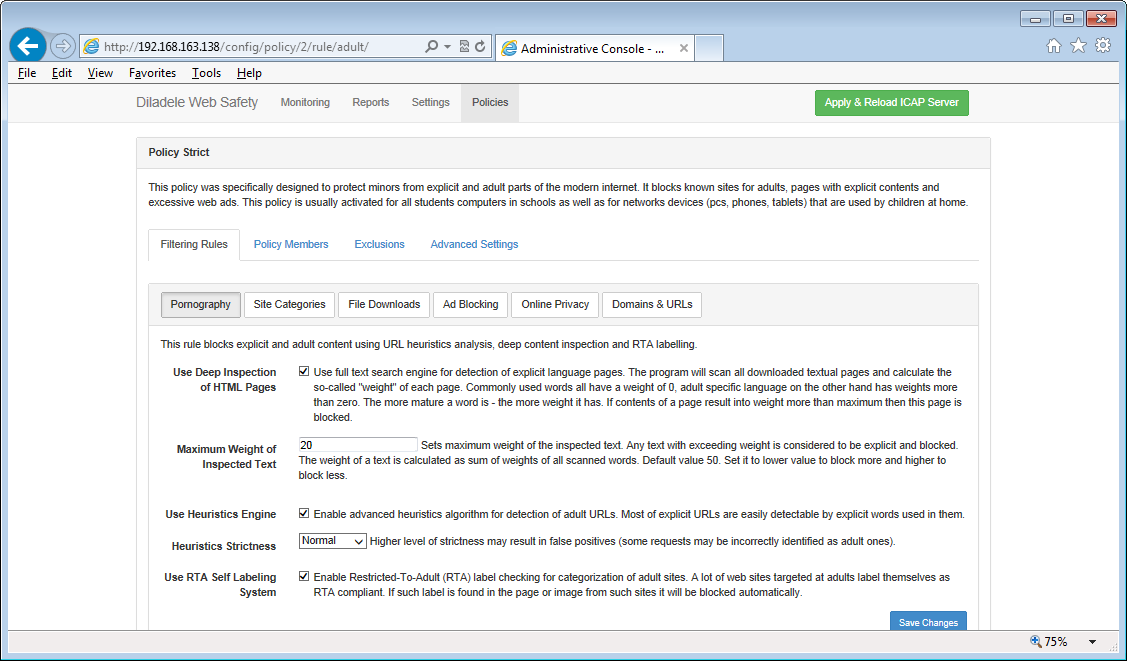 http://192.168.163.138/config/policy/2/rule/adult/
Administrative Console - ...
File Edit View Favorites Tools Help
Diladele Web Safety Monitoring Reports Settings Policies Apply & Reload ICAP Server
Policy Strict
This policy was specifically designed to protect minors from explicit and adult parts of the modern internet. It blocks known sites for adults, pages with explicit contents and
excessive web ads. This policy is usually activated for all students computers in schools as well as for networks devices (pcs, phones, tablets) that are used by children at home.
Filtering Rules Policy Members Exclusions Advanced Settings
Pornography Site Categories File Downloads Ad Blocking Online Privacy Domains & URLs
This rule blocks explicit and adult content using URL heuristics analysis, deep content inspection and RTA labelling.
Use Deep Inspection
of HTML Pages
Use full text search engine for detection of explicit language pages. The program will scan all downloaded textual pages and calculate the
so-called "weight" of each page. Commonly used words all have a weight of 0, adult specific language on the other hand has weights more
than zero. The more mature a word is - the more weight it has. If contents of a page result into weight more than maximum then this page is
blocked.
Maximum Weight of
Inspected Text
20 Sets maximum weight of the inspected text. Any text with exceeding weight is considered to be explicit and blocked.
The weight of a text is calculated as sum of weights of all scanned words. Default value 50. Set it to lower value to block more and higher to
block less.
Use Heuristics Engine
Enable advanced heuristics algorithm for detection of adult URLs. Most of explicit URLs are easily detectable by explicit words used in them.
Heuristics Strictness
Normal Higher level of strictness may result in false positives (some requests may be incorrectly identified as adult ones).
Use RTA Self Labeling
System
Enable Restricted-To-Adult (RTA) label checking for categorization of adult sites. A lot of web sites targeted at adults label themselves as
RTA compliant. If such label is found in the page or image from such sites it will be blocked automatically.
Save Changes
75%